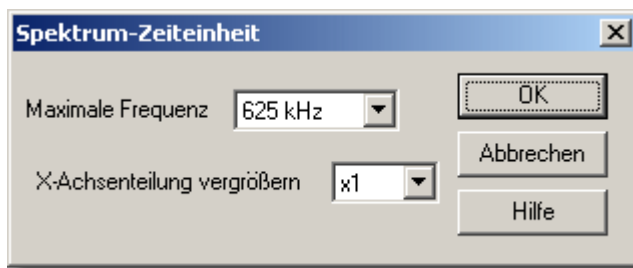 Spektrum-Zeiteinheit
Maximale Frequenz 625 kHz
OK
Abbrechen
X-Achsenteilung vergrößern x1
Hilfe